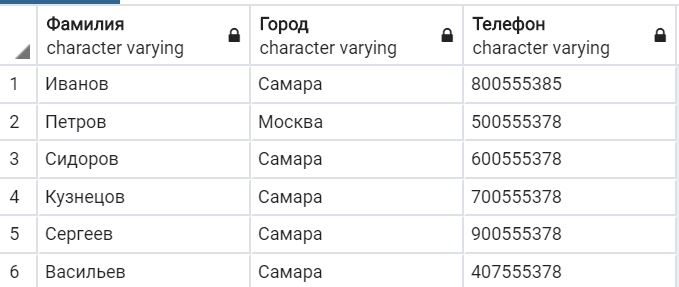 Фамилия Город Телефон
character varying character varying character varying
1 Иванов Самара 800555385
2 Петров Москва 500555378
3 Сидоров Самара 600555378
4 Кузнецов Самара 700555378
5 Сергеев Самара 900555378
6 Васильев Самара 407555378